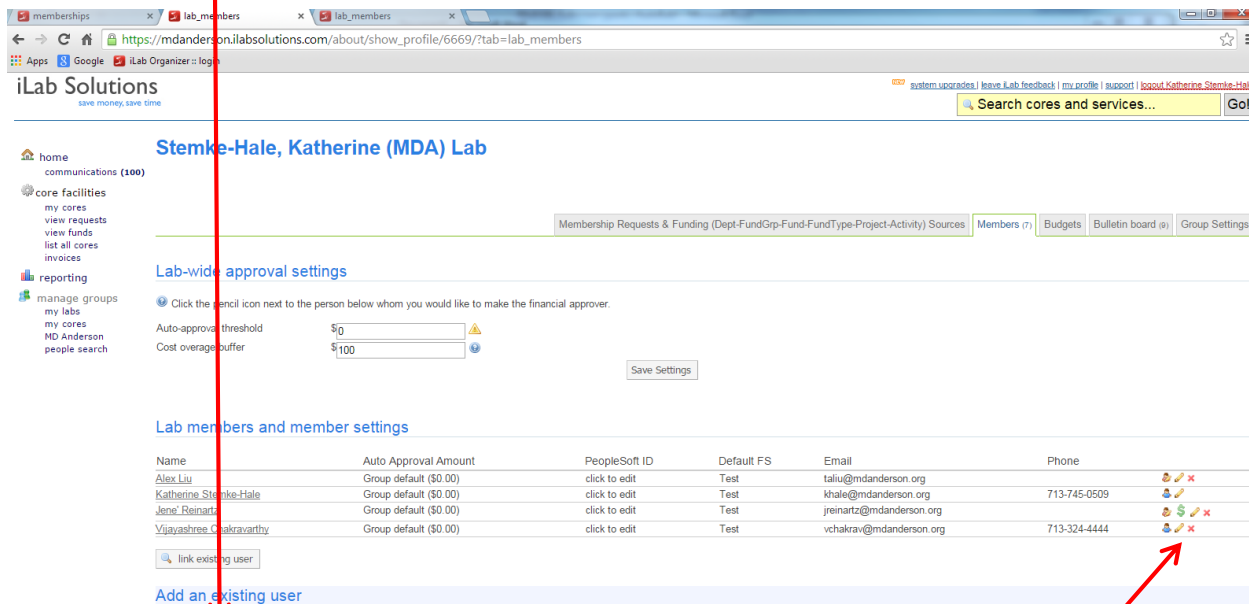 memberships
lab_members
lab_members
https://mdanderson.ilabsolutions.com/about/show_profile/6669/?tab=lab_members
Apps Google iLab Organizer :: login
iLab Solutions
save money, save time
system upgrades | leave iLab feedback | my profile | support | logout Katherine Stemke-Hal
Search cores and services... Go!
Stemke-Hale, Katherine (MDA) Lab
home
communications (100)
core facilities
my cores
view requests
view funds
list all cores
invoices
reporting
manage groups
my labs
my cores
MD Anderson
people search
Membership Requests & Funding (Dept-FundGrp-Fund-FundType-Project-Activity) Sources Members (7) Budgets Bulletin board (9) Group Settings
Lab-wide approval settings
Click the pencil icon next to the person below whom you would like to make the financial approver.
Auto-approval threshold $ 0
Cost overage buffer $ 100
Save Settings
Lab members and member settings
Name Auto Approval Amount PeopleSoft ID Default FS Email Phone
Alex Liu Group default ($0.00) click to edit Test taliu@mdanderson.org
Katherine Stemke-Hale Group default ($0.00) click to edit Test khale@mdanderson.org 713-745-0509
Jene' Reinartz Group default ($0.00) click to edit Test jreinartz@mdanderson.org
Vijayashree Chakravarthy Group default ($0.00) click to edit Test vchakrav@mdanderson.org 713-324-4444
link existing user
Add an existing user